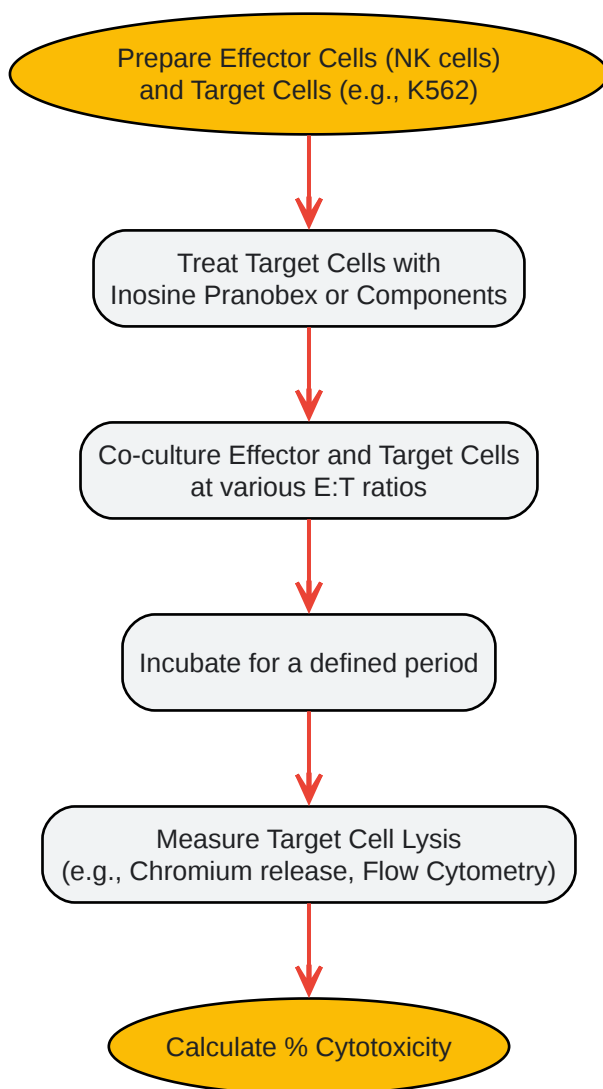 Prepare Effector Cells (NK cells)
and Target Cells (e.g., K562)
Treat Target Cells with
Inosine Pranobex or Components
Co-culture Effector and Target Cells
at various E:T ratios
Incubate for a defined period
Measure Target Cell Lysis
(e.g., Chromium release, Flow Cytometry)
Calculate % Cytotoxicity